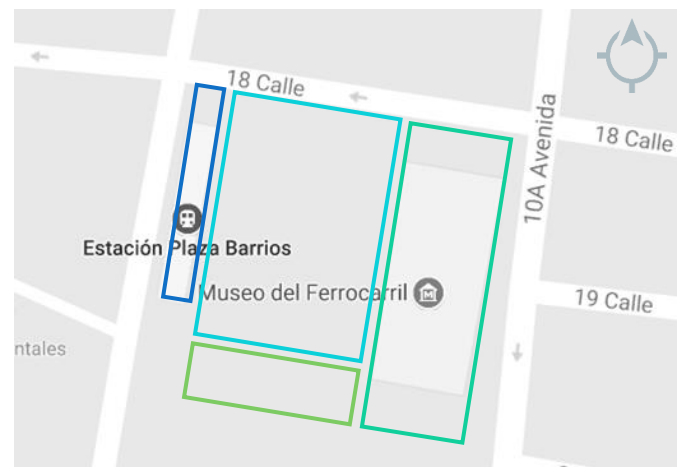 18 Calle
10A Avenida
18 Calle
Estación Plaza Barrios
Museo del Ferrocarril
19 Calle
ntales